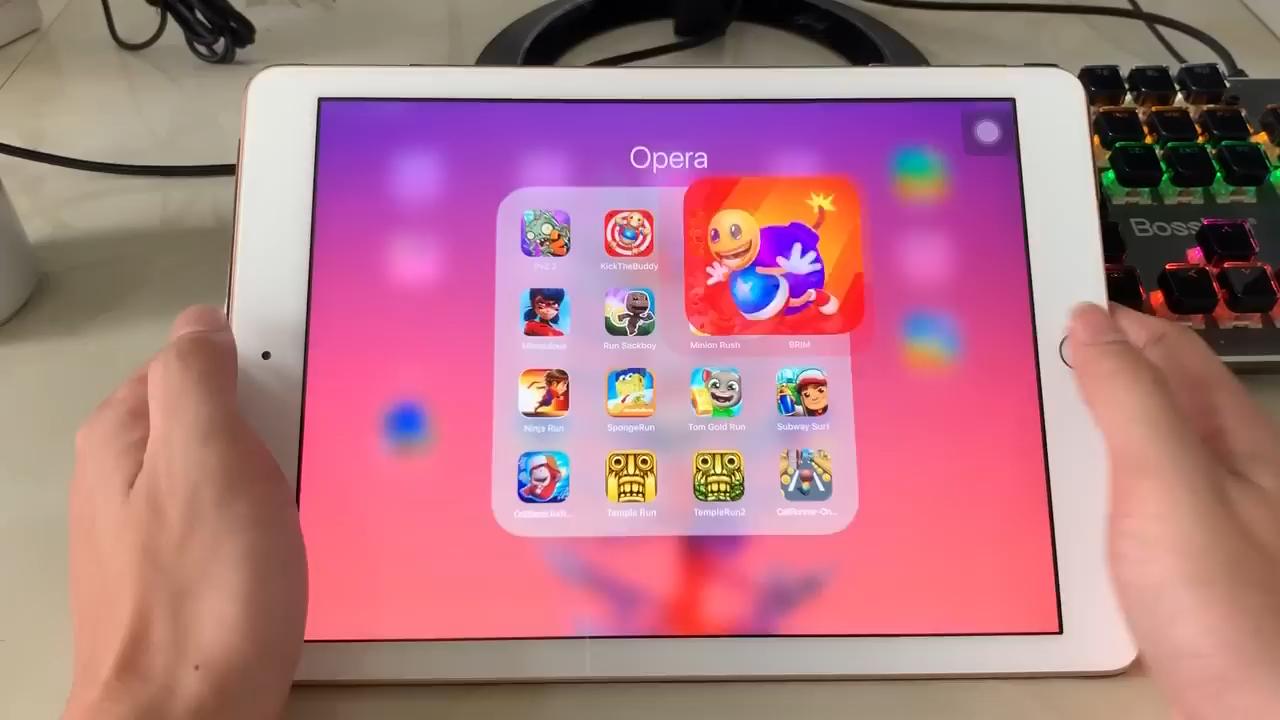 Opera
PvZ 2
KickTheBuddy
Miraculous
Run Sackboy
Minion Rush
BRIM
Ninja Run
SpongeRun
Tom Gold Run
Subway Surf
Temple Run
TempleRun2